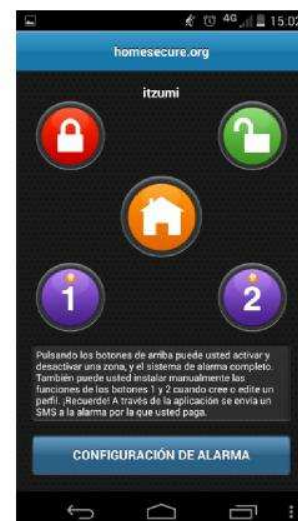 4G 15:02
homesecure.org
itzumi
1
2
Pulsando los botones de arriba puede usted activar y
desactivar una zona, y el sistema de alarma completo.
También puede usted instalar manualmente las
funciones de los botones 1 y 2 cuando cree o edite un
perfil. ¡Recuerde! A través de la aplicación se envía un
SMS a la alarma por la que usted paga.
CONFIGURACIÓN DE ALARMA